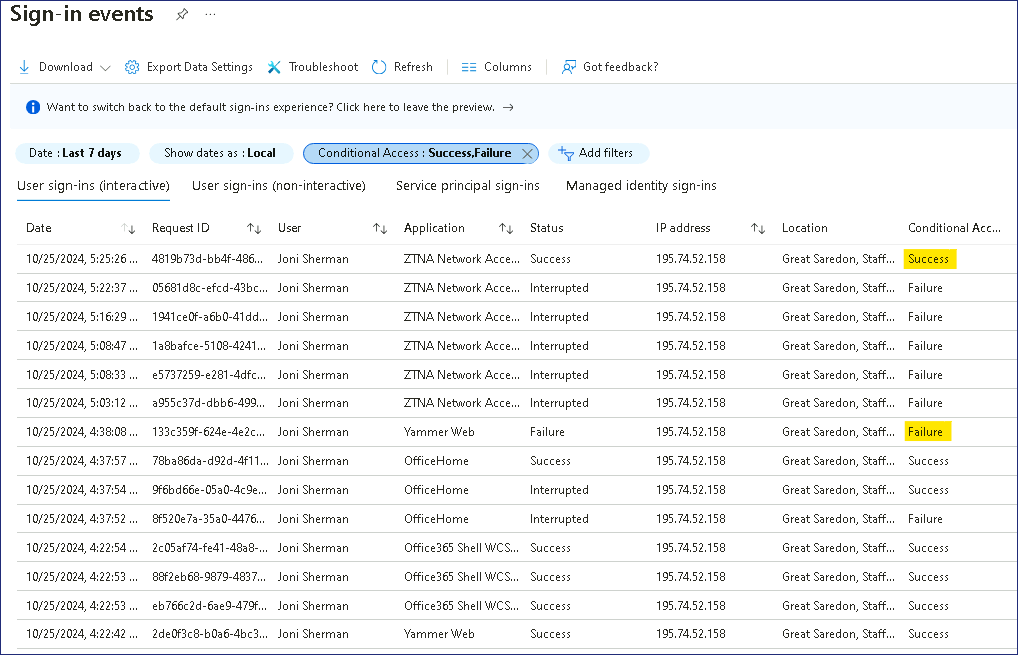 Sign-in events ...
Download Export Data Settings Troubleshoot Refresh Columns Got feedback?
Want to switch back to the default sign-ins experience? Click here to leave the preview. →
Date : Last 7 days Show dates as : Local Conditional Access : Success,Failure Add filters
User sign-ins (interactive) User sign-ins (non-interactive) Service principal sign-ins Managed identity sign-ins
Date Request ID User Application Status IP address Location Conditional Acc...
10/25/2024, 5:25:26 ... 4819b73d-bb4f-486... Joni Sherman ZTNA Network Acce... Success 195.74.52.158 Great Saredon, Staff... Success
10/25/2024, 5:22:37 ... 05681d8c-efcd-43bc... Joni Sherman ZTNA Network Acce... Interrupted 195.74.52.158 Great Saredon, Staff... Failure
10/25/2024, 5:16:29 ... 1941ce0f-a6b0-41dd... Joni Sherman ZTNA Network Acce... Interrupted 195.74.52.158 Great Saredon, Staff... Failure
10/25/2024, 5:08:47 ... 1a8bafce-5108-4241... Joni Sherman ZTNA Network Acce... Interrupted 195.74.52.158 Great Saredon, Staff... Failure
10/25/2024, 5:08:33 ... e5737259-e281-4dfc... Joni Sherman ZTNA Network Acce... Interrupted 195.74.52.158 Great Saredon, Staff... Failure
10/25/2024, 5:03:12 ... a955c37d-dbb6-499... Joni Sherman ZTNA Network Acce... Interrupted 195.74.52.158 Great Saredon, Staff... Failure
10/25/2024, 4:38:08 ... 133c359f-624e-4e2c... Joni Sherman Yammer Web Failure 195.74.52.158 Great Saredon, Staff... Failure
10/25/2024, 4:37:57 ... 78ba86da-d92d-4f11... Joni Sherman OfficeHome Success 195.74.52.158 Great Saredon, Staff... Success
10/25/2024, 4:37:54 ... 9f6bd66e-05a0-4c9e... Joni Sherman OfficeHome Interrupted 195.74.52.158 Great Saredon, Staff... Success
10/25/2024, 4:37:52 ... 8f520e7a-35a0-4476... Joni Sherman OfficeHome Interrupted 195.74.52.158 Great Saredon, Staff... Failure
10/25/2024, 4:22:54 ... 2c05af74-fe41-48a8-... Joni Sherman Office365 Shell WCS... Success 195.74.52.158 Great Saredon, Staff... Success
10/25/2024, 4:22:53 ... 88f2eb68-9879-4837... Joni Sherman Office365 Shell WCS... Success 195.74.52.158 Great Saredon, Staff... Success
10/25/2024, 4:22:53 ... eb766c2d-6ae9-479f... Joni Sherman Office365 Shell WCS... Success 195.74.52.158 Great Saredon, Staff... Success
10/25/2024, 4:22:42 ... 2de0f3c8-b0a6-4bc3... Joni Sherman Yammer Web Success 195.74.52.158 Great Saredon, Staff... Success